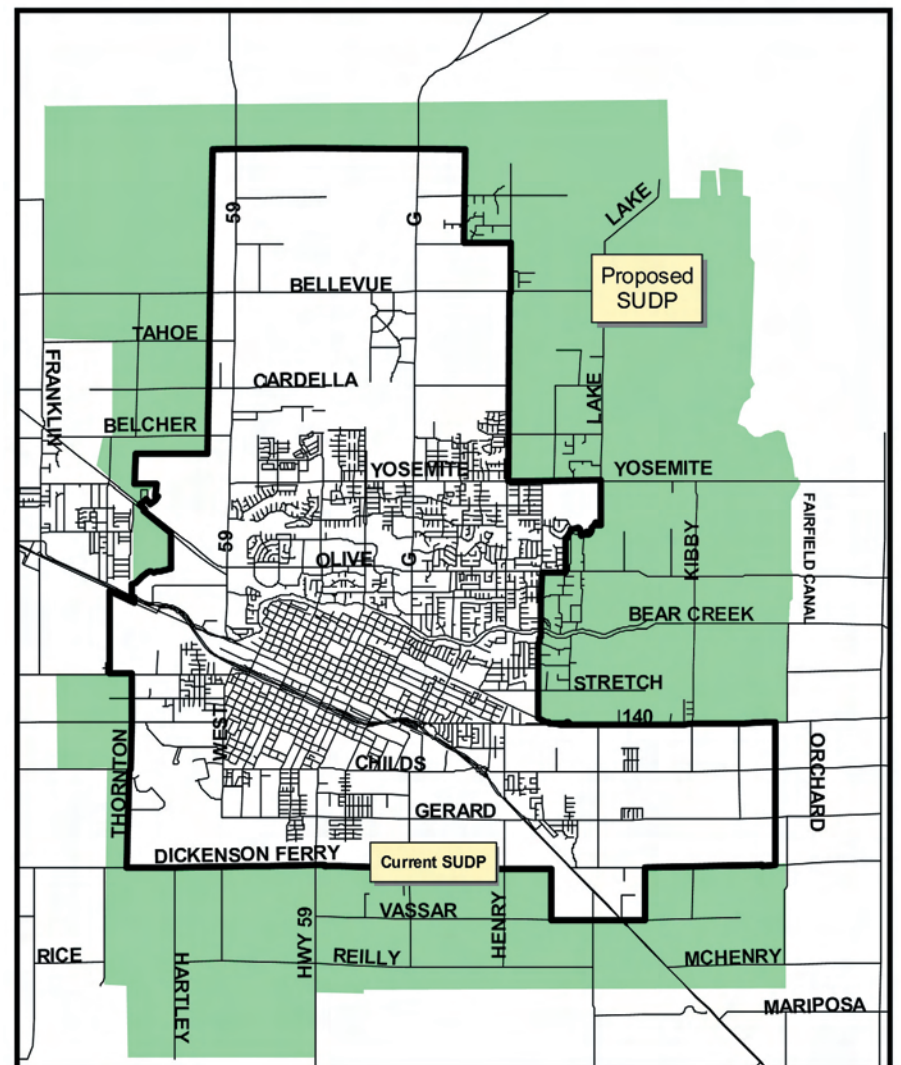 LAKE
59
G
Proposed
SUDP
BELLEVUE
TAHOE
FRANKLIN
CARDELLA
LAKE
BELCHER
YOSEMITE
YOSEMITE
FAIRFIELD CANAL
59
OLIVE
G
KIBBY
BEAR CREEK
STRETCH
140
WEST
THORNTON
ORCHARD
CHILDS
GERARD
DICKENSON FERRY
Current SUDP
VASSAR
HENRY
HWY 59
RICE
REILLY
MCHENRY
HARTLEY
MARIPOSA